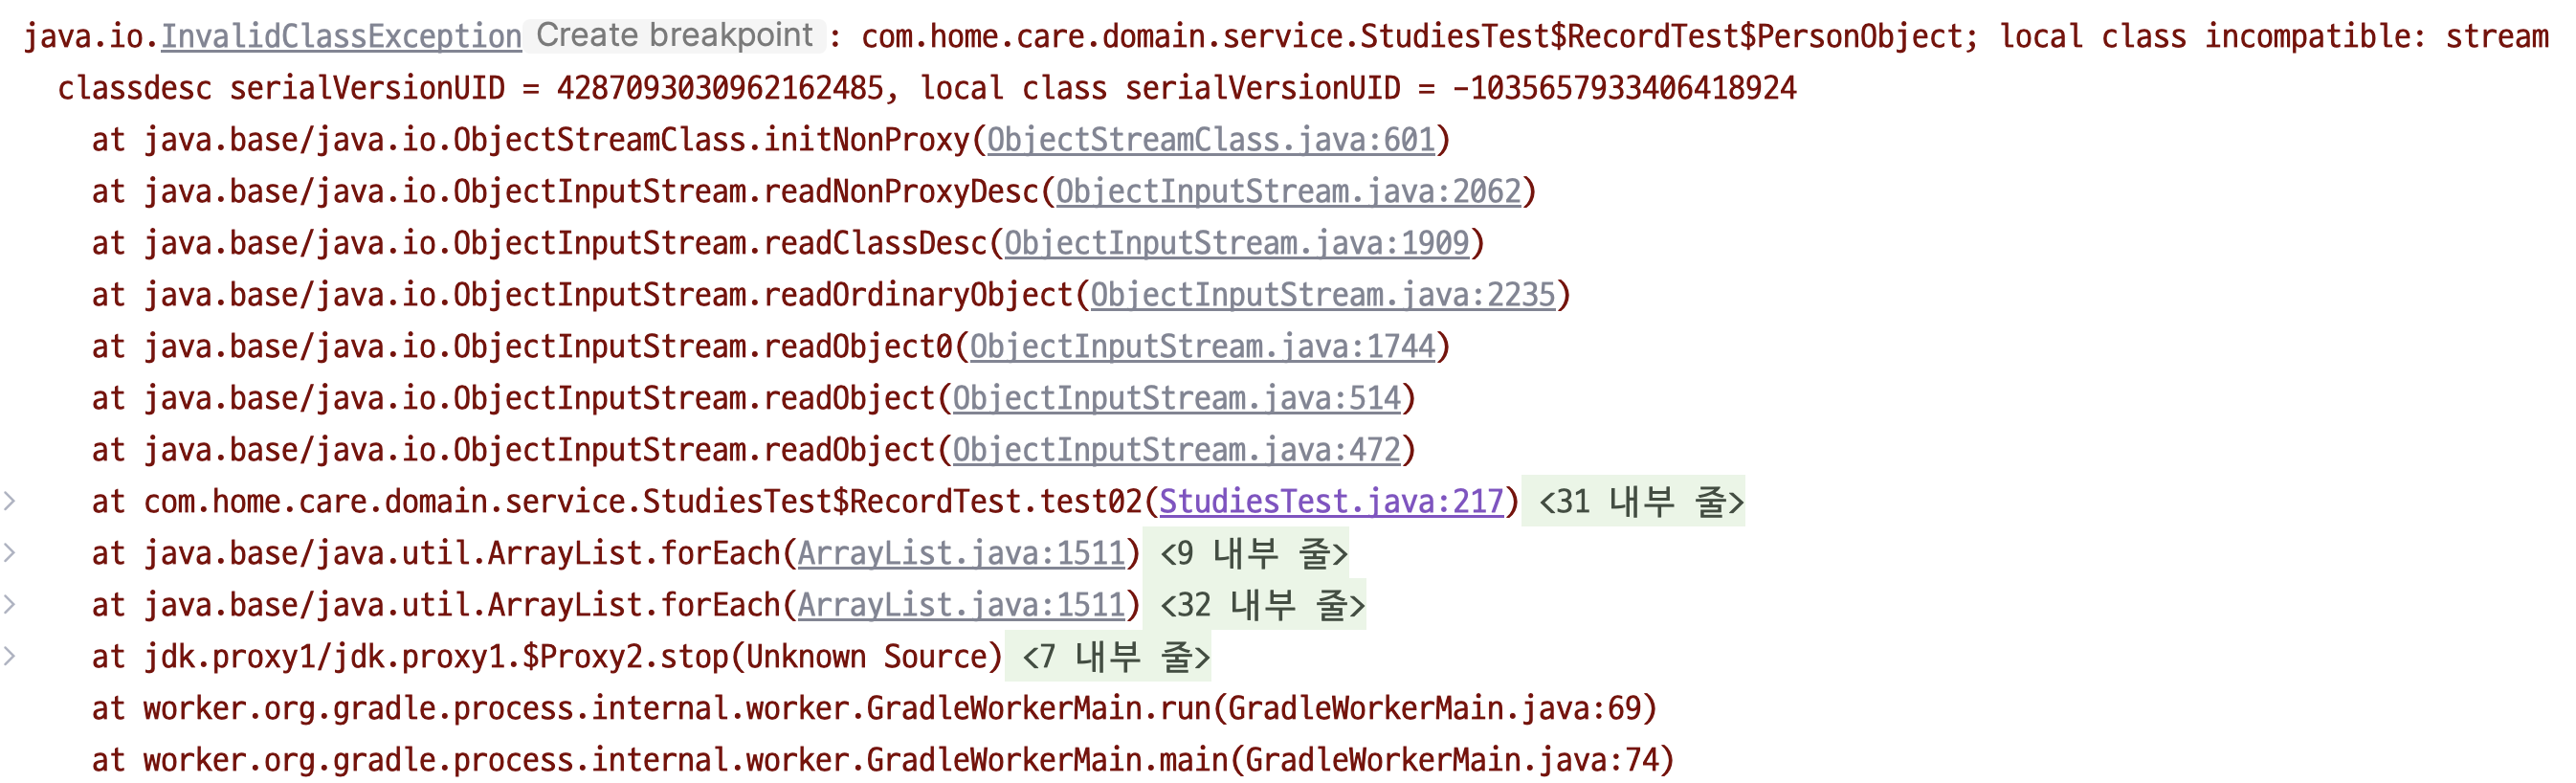 java.io.InvalidClassException Create breakpoint : com.home.care.domain.service.StudiesTest$RecordTest$PersonObject; local class incompatible: stream
classdesc serialVersionUID = 4287093030962162485, local class serialVersionUID = -1035657933406418924
at java.base/java.io.ObjectStreamClass.initNonProxy(ObjectStreamClass.java:601)
at java.base/java.io.ObjectInputStream.readNonProxyDesc(ObjectInputStream.java:2062)
at java.base/java.io.ObjectInputStream.readClassDesc(ObjectInputStream.java:1909)
at java.base/java.io.ObjectInputStream.readOrdinaryObject(ObjectInputStream.java:2235)
at java.base/java.io.ObjectInputStream.readObject0(ObjectInputStream.java:1744)
at java.base/java.io.ObjectInputStream.readObject(ObjectInputStream.java:514)
at java.base/java.io.ObjectInputStream.readObject(ObjectInputStream.java:472)
at com.home.care.domain.service.StudiesTest$RecordTest.test02(StudiesTest.java:217) <31 내부 줄>
at java.base/java.util.ArrayList.forEach(ArrayList.java:1511) <9 내부 줄>
at java.base/java.util.ArrayList.forEach(ArrayList.java:1511) <32 내부 줄>
at jdk.proxy1/jdk.proxy1.$Proxy2.stop(Unknown Source) <7 내부 줄>
at worker.org.gradle.process.internal.worker.GradleWorkerMain.run(GradleWorkerMain.java:69)
at worker.org.gradle.process.internal.worker.GradleWorkerMain.main(GradleWorkerMain.java:74)